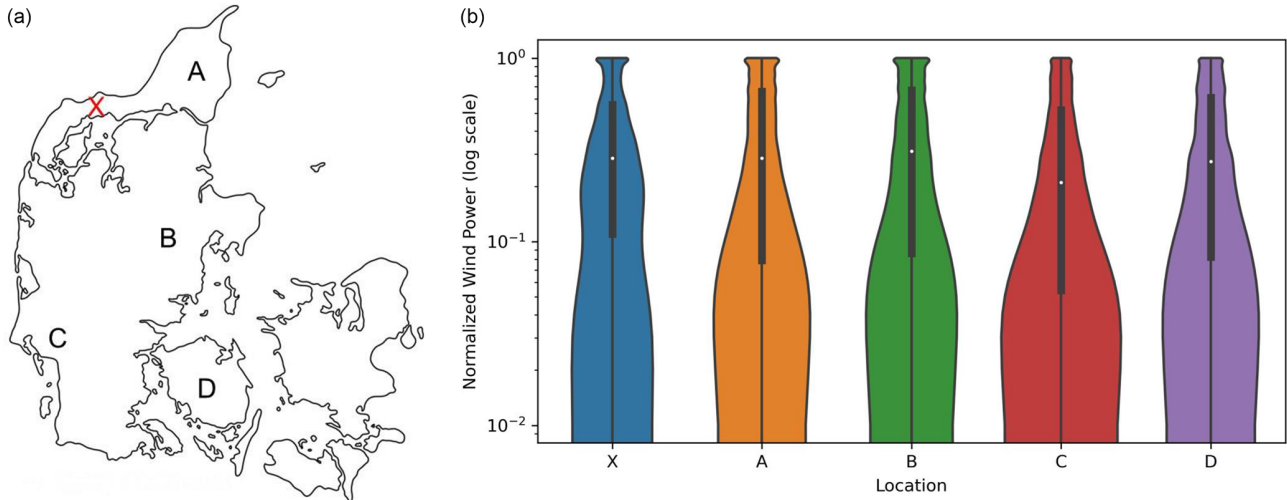 (a)
A
X
B
C
D
(b)
Normalized Wind Power (log scale)
10⁰
10⁻¹
10⁻²
X A B C D
Location